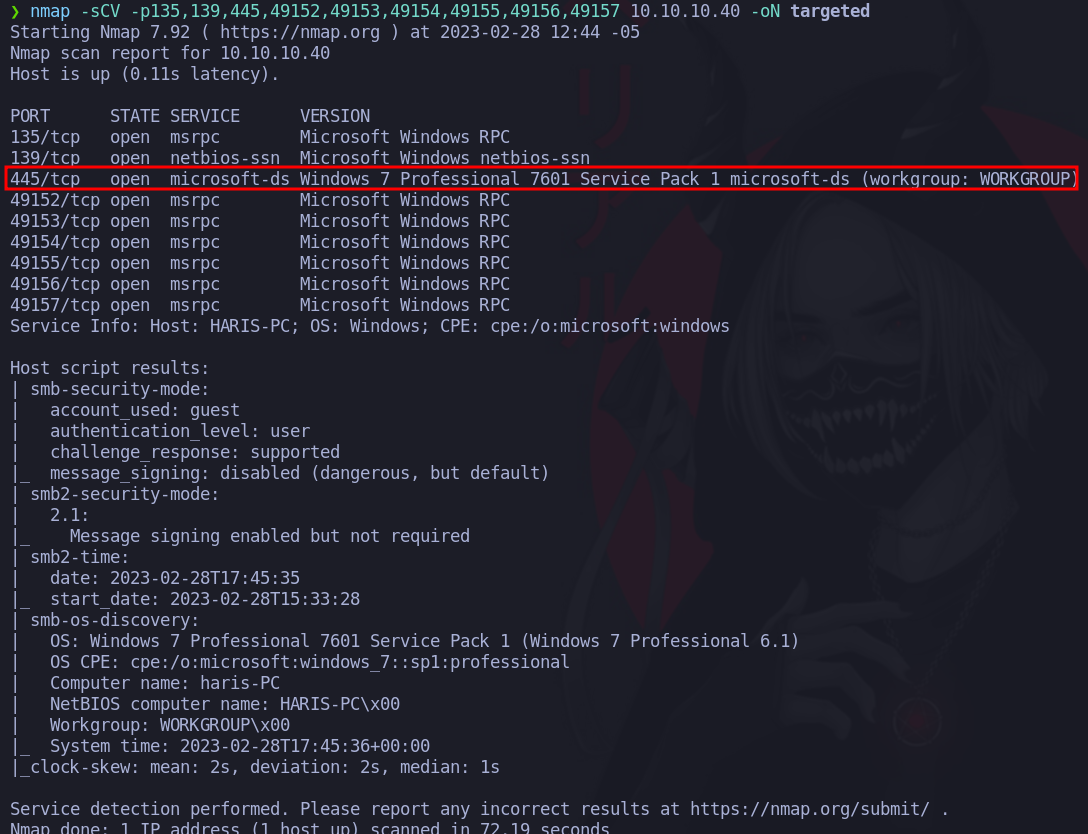 ❯ nmap -sCV -p135,139,445,49152,49153,49154,49155,49156,49157 10.10.10.40 -oN targeted
Starting Nmap 7.92 ( https://nmap.org ) at 2023-02-28 12:44 -05
Nmap scan report for 10.10.10.40
Host is up (0.11s latency).

PORT      STATE SERVICE      VERSION
135/tcp   open  msrpc        Microsoft Windows RPC
139/tcp   open  netbios-ssn  Microsoft Windows netbios-ssn
445/tcp   open  microsoft-ds Windows 7 Professional 7601 Service Pack 1 microsoft-ds (workgroup: WORKGROUP)
49152/tcp open  msrpc        Microsoft Windows RPC
49153/tcp open  msrpc        Microsoft Windows RPC
49154/tcp open  msrpc        Microsoft Windows RPC
49155/tcp open  msrpc        Microsoft Windows RPC
49156/tcp open  msrpc        Microsoft Windows RPC
49157/tcp open  msrpc        Microsoft Windows RPC
Service Info: Host: HARIS-PC; OS: Windows; CPE: cpe:/o:microsoft:windows

Host script results:
| smb-security-mode:
|   account_used: guest
|   authentication_level: user
|   challenge_response: supported
|_  message_signing: disabled (dangerous, but default)
| smb2-security-mode:
|   2.1:
|_    Message signing enabled but not required
| smb2-time:
|   date: 2023-02-28T17:45:35
|_  start_date: 2023-02-28T15:33:28
| smb-os-discovery:
|   OS: Windows 7 Professional 7601 Service Pack 1 (Windows 7 Professional 6.1)
|   OS CPE: cpe:/o:microsoft:windows_7::sp1:professional
|   Computer name: haris-PC
|   NetBIOS computer name: HARIS-PC\x00
|   Workgroup: WORKGROUP\x00
|_  System time: 2023-02-28T17:45:36+00:00
|_clock-skew: mean: 2s, deviation: 2s, median: 1s

Service detection performed. Please report any incorrect results at https://nmap.org/submit/ .
Nmap done: 1 IP address (1 host up) scanned in 72.19 seconds